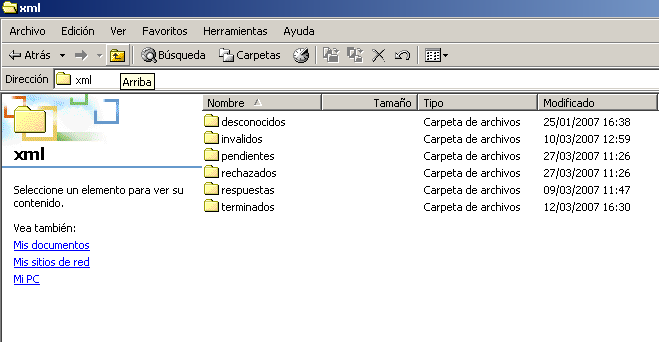 xml
Archivo Edición Ver Favoritos Herramientas Ayuda
Atrás Búsqueda Carpetas
Dirección xml
Arriba
Nombre Tamaño Tipo Modificado
desconocidos Carpeta de archivos 25/01/2007 16:38
invalidos Carpeta de archivos 10/03/2007 12:59
pendientes Carpeta de archivos 27/03/2007 11:26
rechazados Carpeta de archivos 27/03/2007 11:26
respuestas Carpeta de archivos 09/03/2007 11:47
terminados Carpeta de archivos 12/03/2007 16:30
xml
Seleccione un elemento para ver su
contenido.
Vea también:
Mis documentos
Mis sitios de red
Mi PC